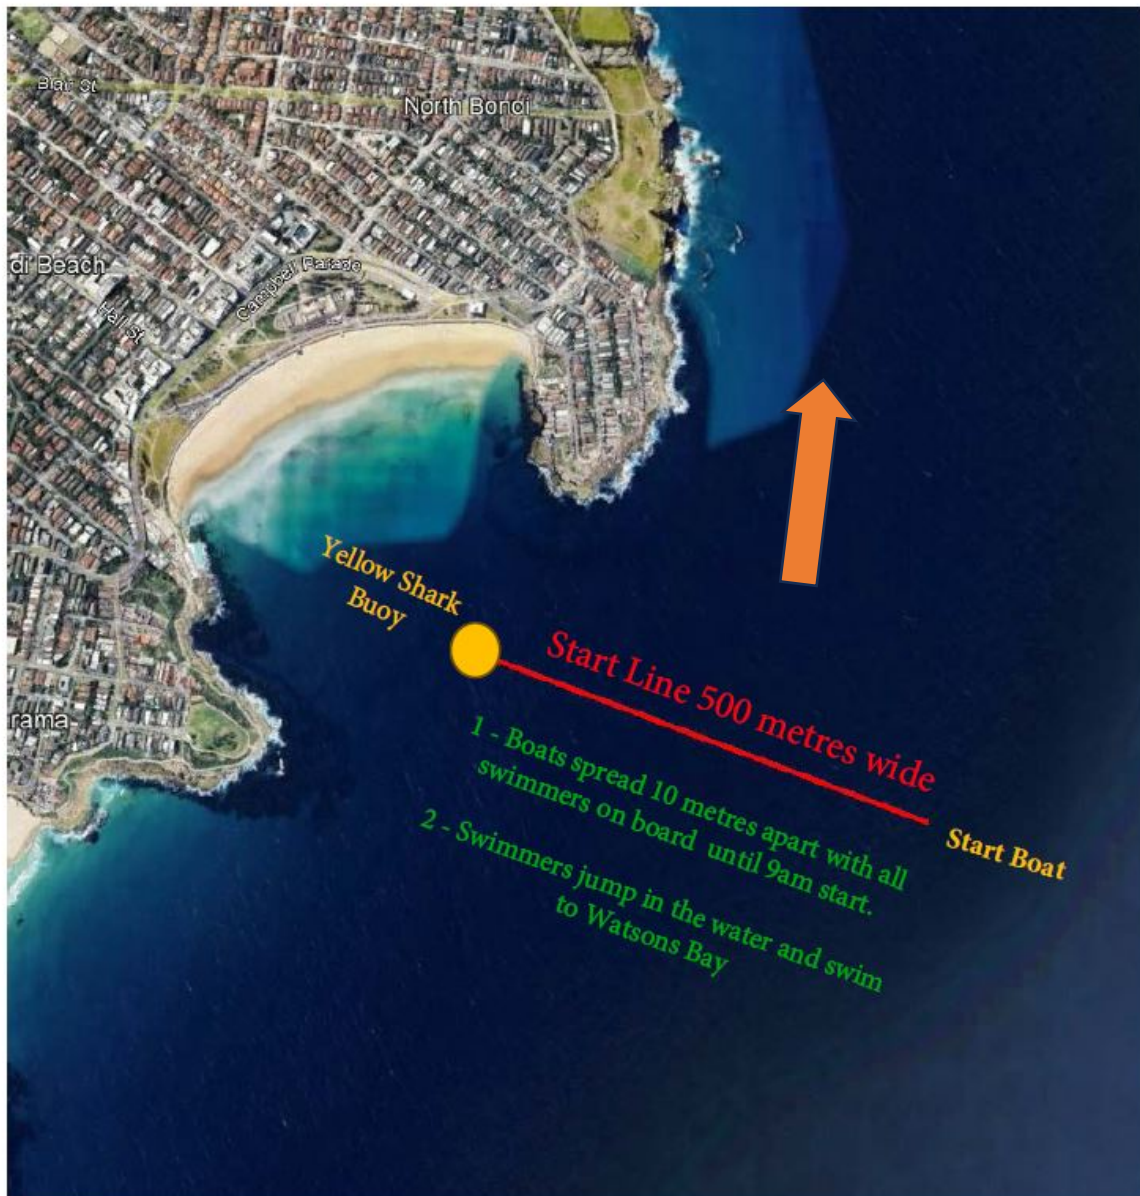 Blair St
North Bondi
di Beach
Campbell Parade
Hall St
Yellow Shark
Buoy
Start Line 500 metres wide
1 - Boats spread 10 metres apart with all
swimmers on board until 9am start.
Start Boat
2 - Swimmers jump in the water and swim
to Watsons Bay
rama